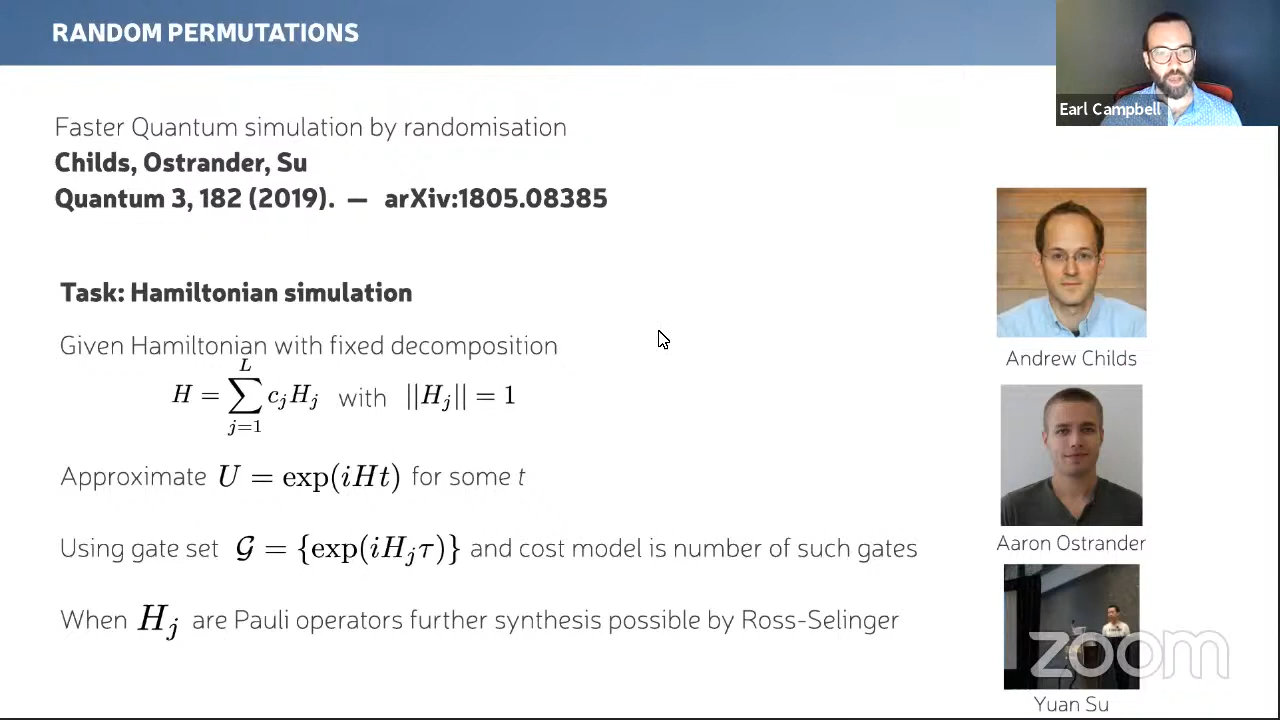 RANDOM PERMUTATIONS
Earl Campbell
Faster Quantum simulation by randomisation
Childs, Ostrander, Su
Quantum 3, 182 (2019). — arXiv:1805.08385
Task: Hamiltonian simulation
Given Hamiltonian with fixed decomposition
H = \sum_{j=1}^{L} c_j H_j with ||H_j|| = 1
Approximate U = exp(iHt) for some t
Using gate set 𝒢 = {exp(iH_jτ)} and cost model is number of such gates
When H_j are Pauli operators further synthesis possible by Ross-Selinger
Andrew Childs
Aaron Ostrander
zoom
Yuan Su